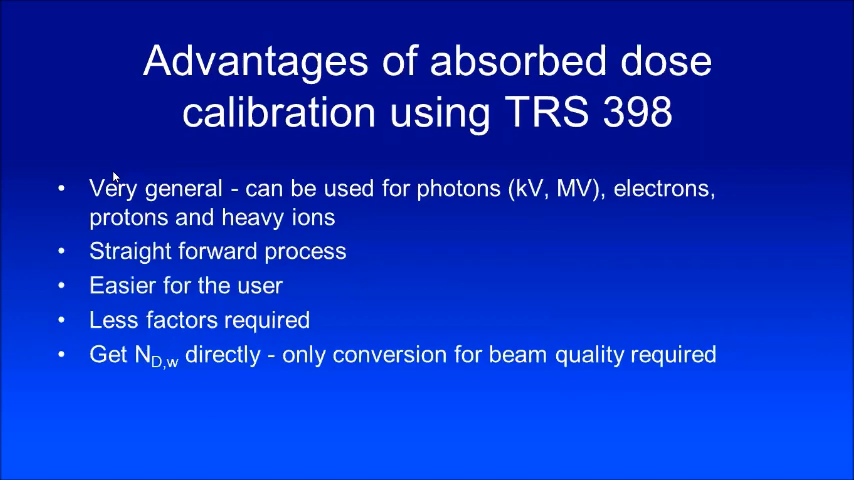 Advantages of absorbed dose
calibration using TRS 398
• Very general - can be used for photons (kV, MV), electrons,
protons and heavy ions
• Straight forward process
• Easier for the user
• Less factors required
• Get N_D,w directly - only conversion for beam quality required